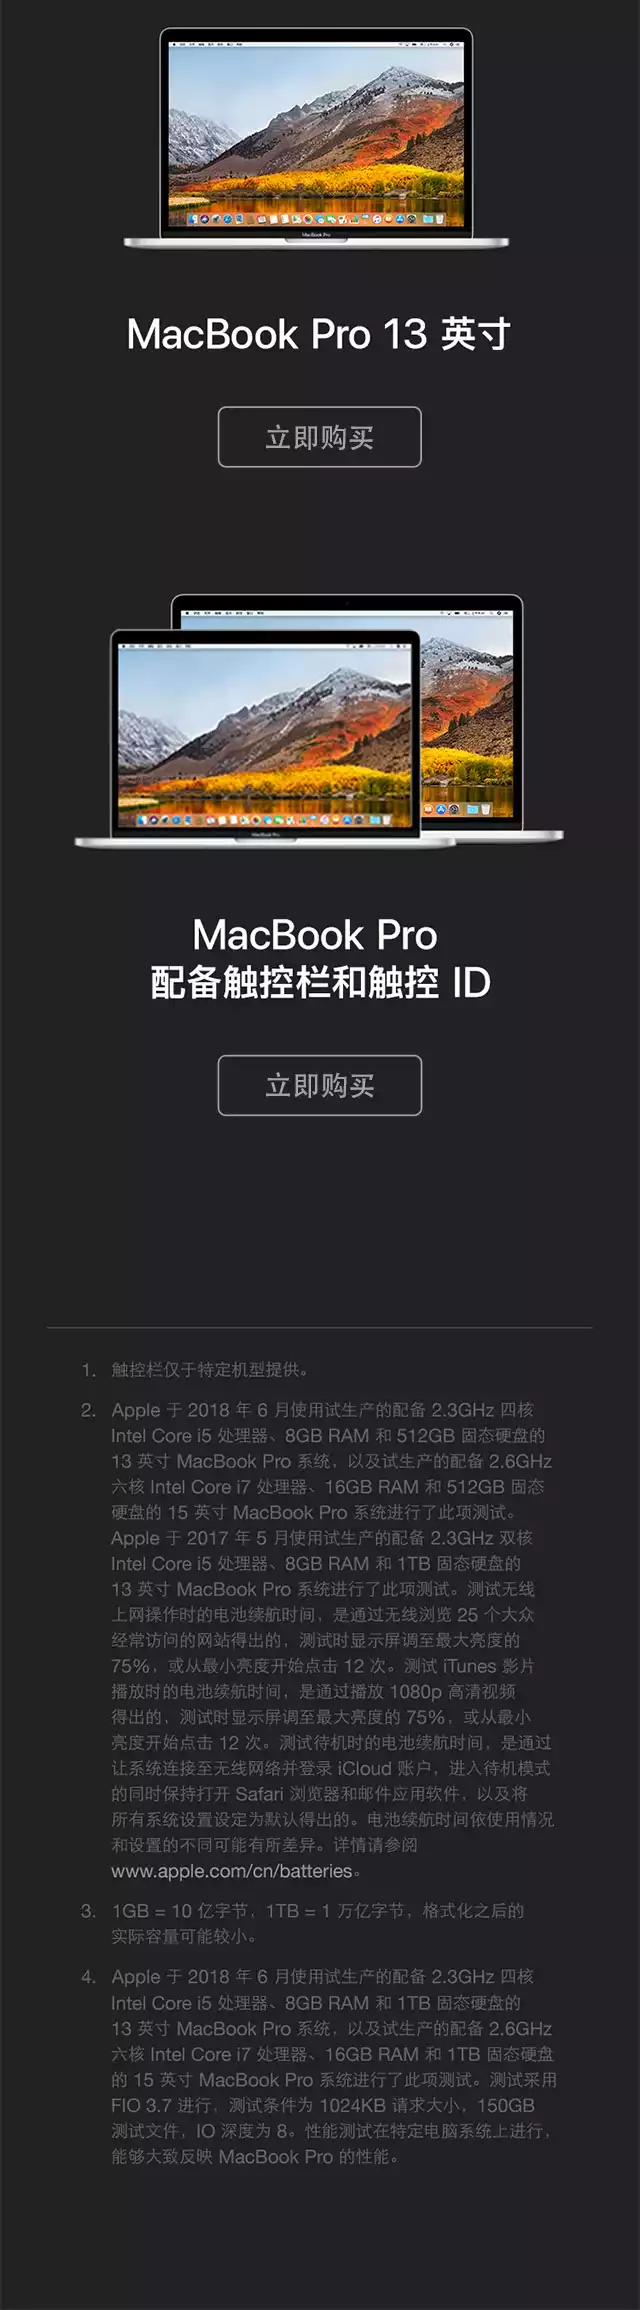 MacBook Pro
MacBook Pro 13 英寸
立即购买
MacBook Pro
MacBook Pro
配备触控栏和触控 ID
立即购买
1. 触控栏仅于特定机型提供。
2. Apple 于 2018 年 6 月使用试生产的配备 2.3GHz 四核
Intel Core i5 处理器、8GB RAM 和 512GB 固态硬盘的
13 英寸 MacBook Pro 系统，以及试生产的配备 2.6GHz
六核 Intel Core i7 处理器、16GB RAM 和 512GB 固态
硬盘的 15 英寸 MacBook Pro 系统进行了此项测试。
Apple 于 2017 年 5 月使用试生产的配备 2.3GHz 双核
Intel Core i5 处理器、8GB RAM 和 1TB 固态硬盘的
13 英寸 MacBook Pro 系统进行了此项测试。测试无线
上网操作时的电池续航时间，是通过无线浏览 25 个大众
经常访问的网站得出的，测试时显示屏调至最大亮度的
75%，或从最小亮度开始点击 12 次。测试 iTunes 影片
播放时的电池续航时间，是通过播放 1080p 高清视频
得出的，测试时显示屏调至最大亮度的 75%，或从最小
亮度开始点击 12 次。测试待机时的电池续航时间，是通过
让系统连接至无线网络并登录 iCloud 账户，进入待机模式
的同时保持打开 Safari 浏览器和邮件应用软件，以及将
所有系统设置设定为默认得出的。电池续航时间依使用情况
和设置的不同可能有所差异。详情请参阅
www.apple.com/cn/batteries。
3. 1GB = 10 亿字节，1TB = 1 万亿字节，格式化之后的
实际容量可能较小。
4. Apple 于 2018 年 6 月使用试生产的配备 2.3GHz 四核
Intel Core i5 处理器、8GB RAM 和 1TB 固态硬盘的
13 英寸 MacBook Pro 系统，以及试生产的配备 2.6GHz
六核 Intel Core i7 处理器、16GB RAM 和 1TB 固态硬盘
的 15 英寸 MacBook Pro 系统进行了此项测试。测试采用
FIO 3.7 进行，测试条件为 1024KB 请求大小，150GB
测试文件，IO 深度为 8。性能测试在特定电脑系统上进行，
能够大致反映 MacBook Pro 的性能。